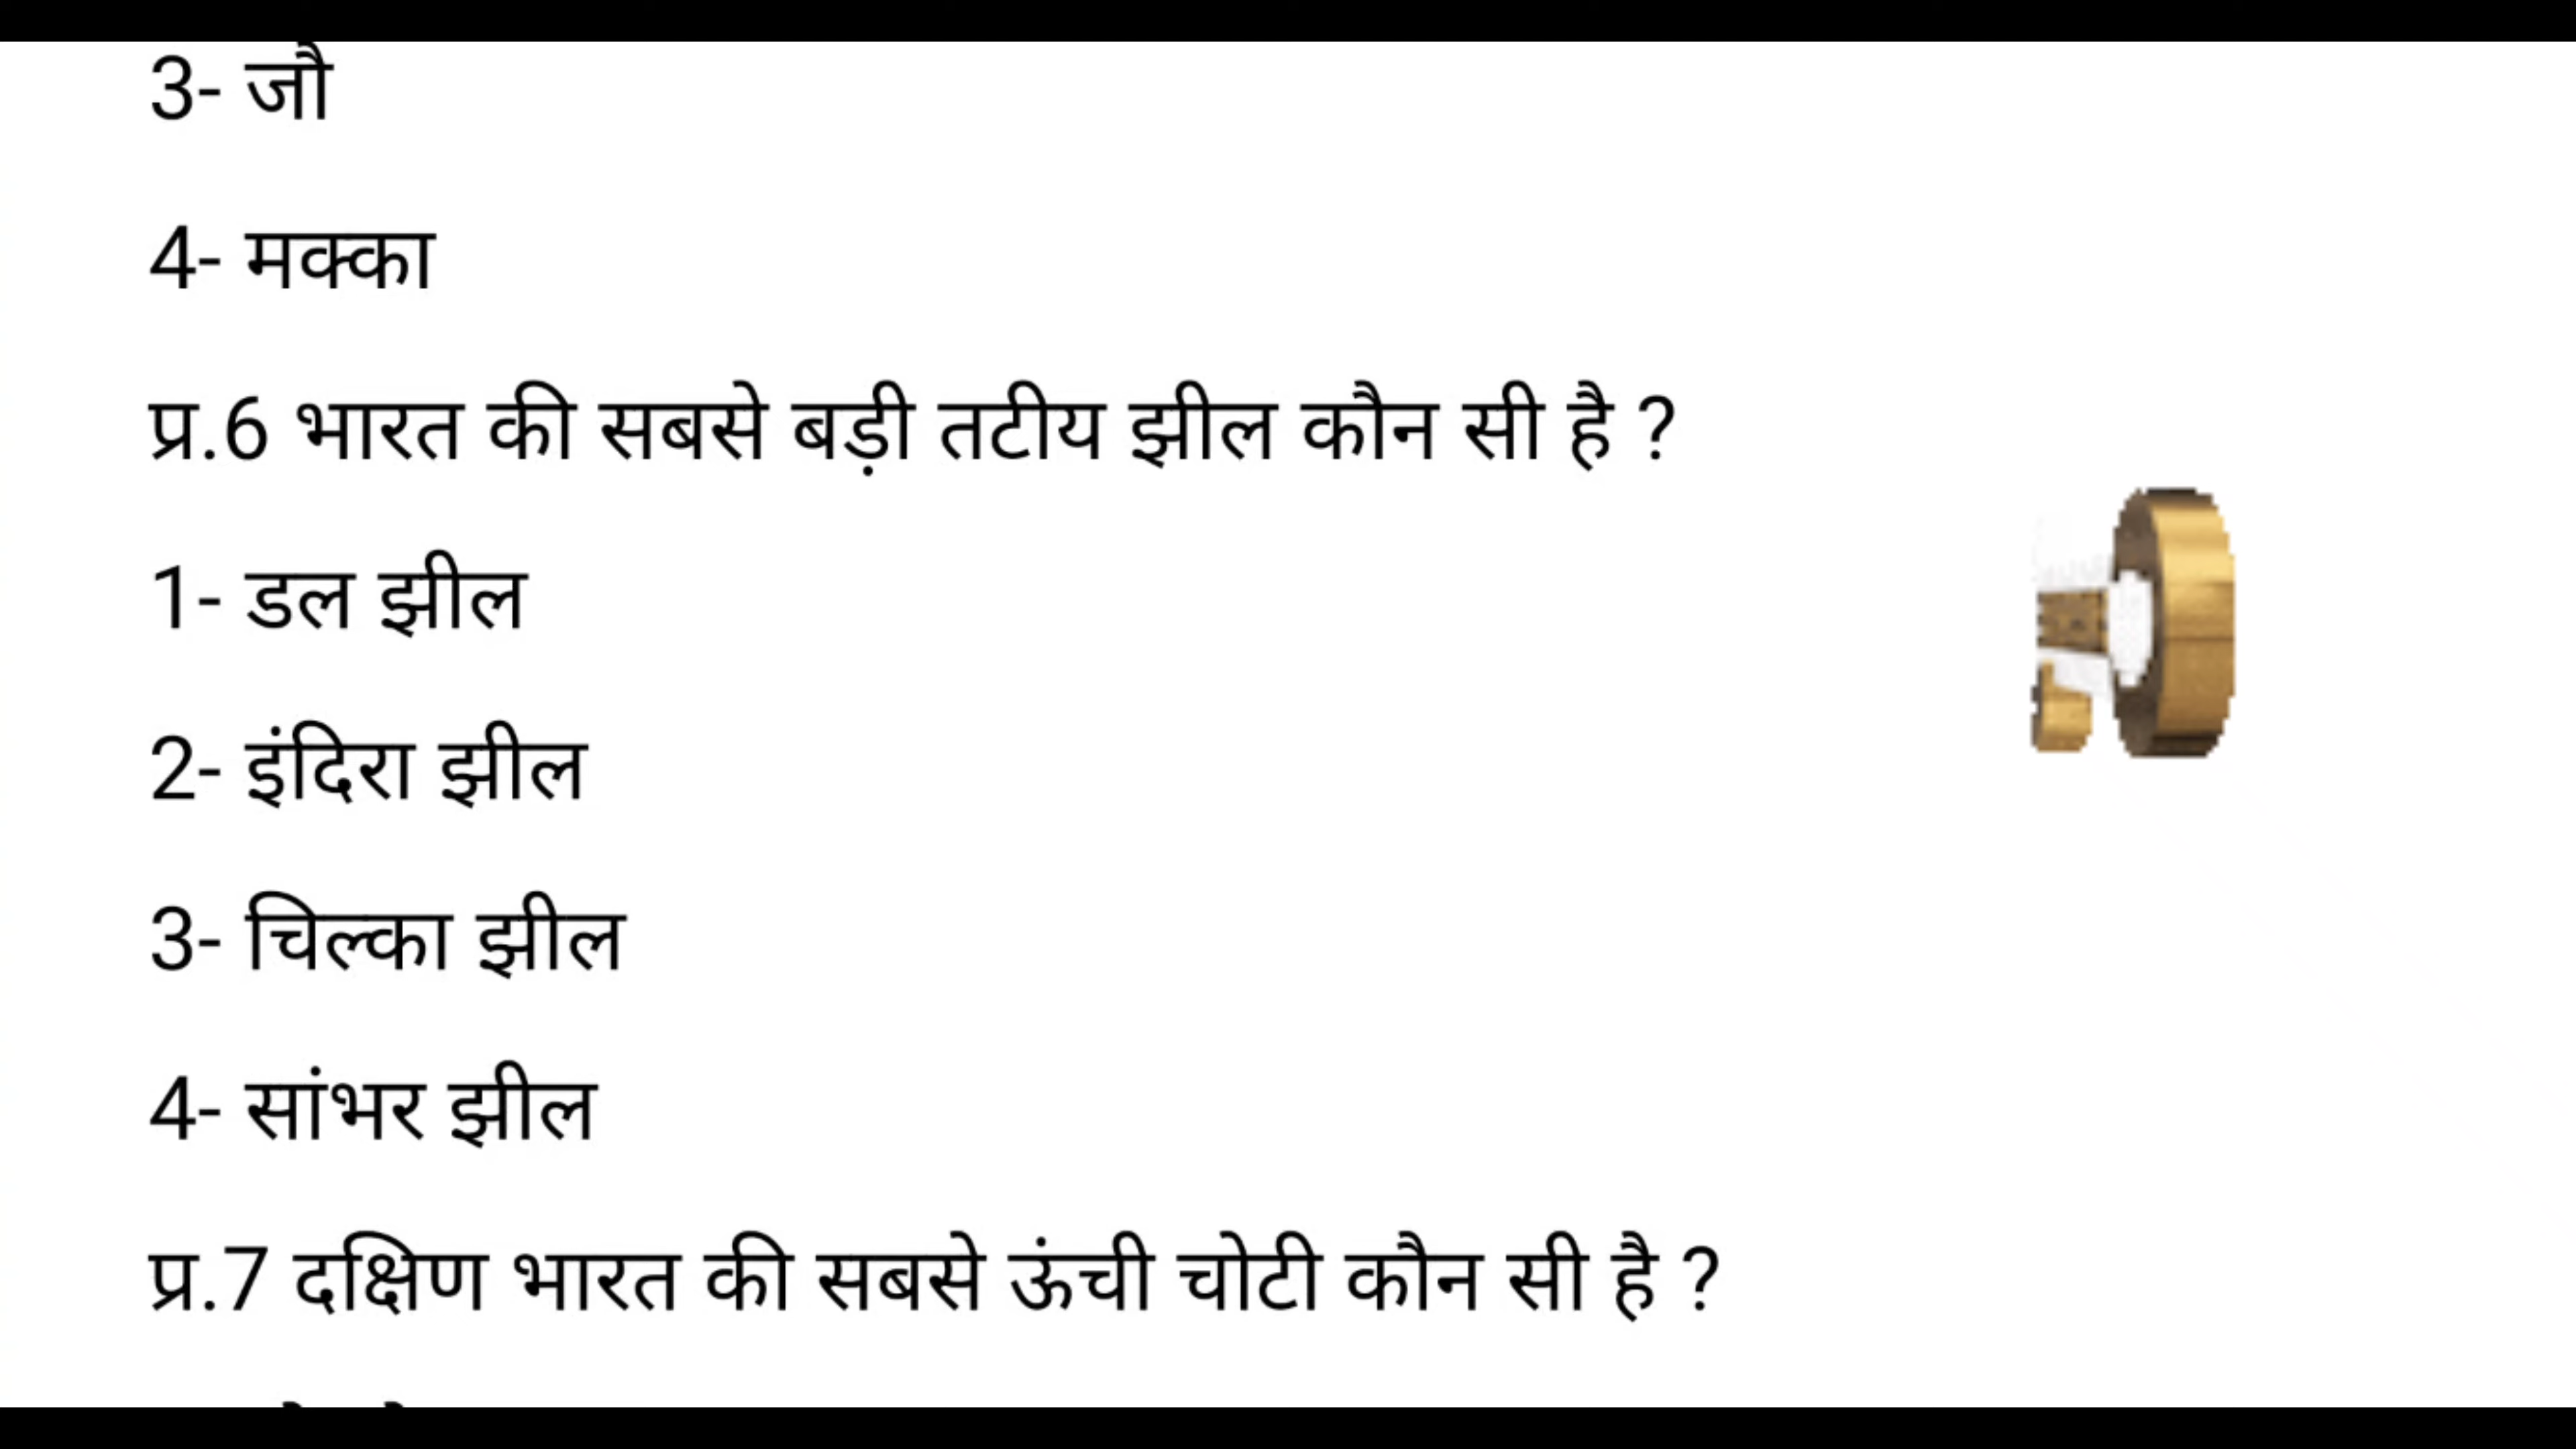 3- जौ
4- मक्का
प्र.6 भारत की सबसे बड़ी तटीय झील कौन सी है ?
1- डल झील
2- इंदिरा झील
3- चिल्का झील
4- सांभर झील
प्र.7 दक्षिण भारत की सबसे ऊंची चोटी कौन सी है ?